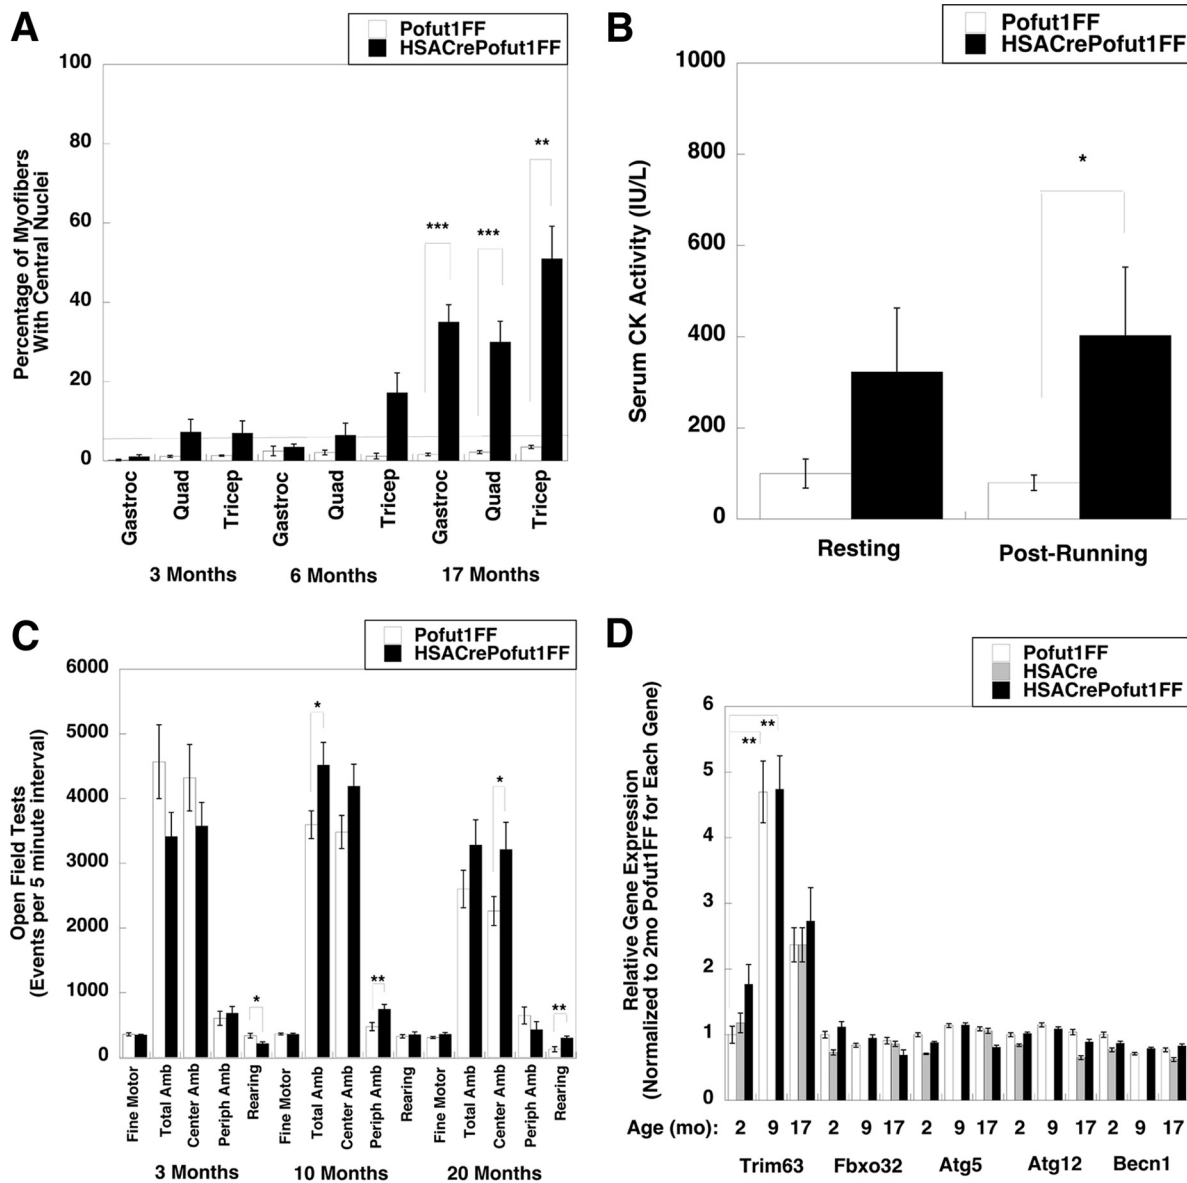 A
Pofut1FF
HSACrePofut1FF
Percentage of Myofibers
With Central Nuclei
100
80
60
40
20
0
***
***
**
Gastroc
Quad
Tricep
Gastroc
Quad
Tricep
Gastroc
Quad
Tricep
3 Months
6 Months
17 Months
B
Pofut1FF
HSACrePofut1FF
Serum CK Activity (IU/L)
1000
800
600
400
200
0
*
Resting
Post-Running
C
Pofut1FF
HSACrePofut1FF
Open Field Tests
(Events per 5 minute interval)
6000
5000
4000
3000
2000
1000
0
*
*
**
*
**
Fine Motor
Total Amb
Center Amb
Periph Amb
Rearing
Fine Motor
Total Amb
Center Amb
Periph Amb
Rearing
Fine Motor
Total Amb
Center Amb
Periph Amb
Rearing
3 Months
10 Months
20 Months
D
Pofut1FF
HSACre
HSACrePofut1FF
Relative Gene Expression
(Normalized to 2mo Pofut1FF for Each Gene)
6
5
4
3
2
1
0
**
**
Age (mo): 2 9 17 2 9 17 2 9 17 2 9 17 2 9 17
Trim63 Fbxo32 Atg5 Atg12 Becn1